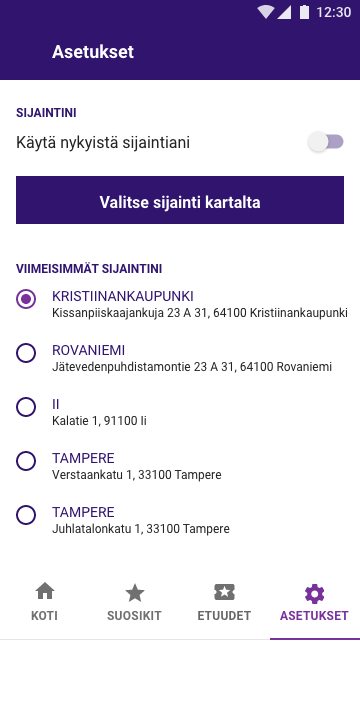 12:30
Asetukset
SIJAINTINI
Käytä nykyistä sijaintiani
Valitse sijainti kartalta
VIIMEISIMMÄT SIJAINTINI
KRISTIINANKAUPUNKI
Kissanpiiskaajankuja 23 A 31, 64100 Kristiinankaupunki
ROVANIEMI
Jätevedenpuhdistamontie 23 A 31, 64100 Rovaniemi
II
Kalatie 1, 91100 Ii
TAMPERE
Verstaankatu 1, 33100 Tampere
TAMPERE
Juhlatalonkatu 1, 33100 Tampere
KOTI SUOSIKIT ETUUDET ASETUKSET